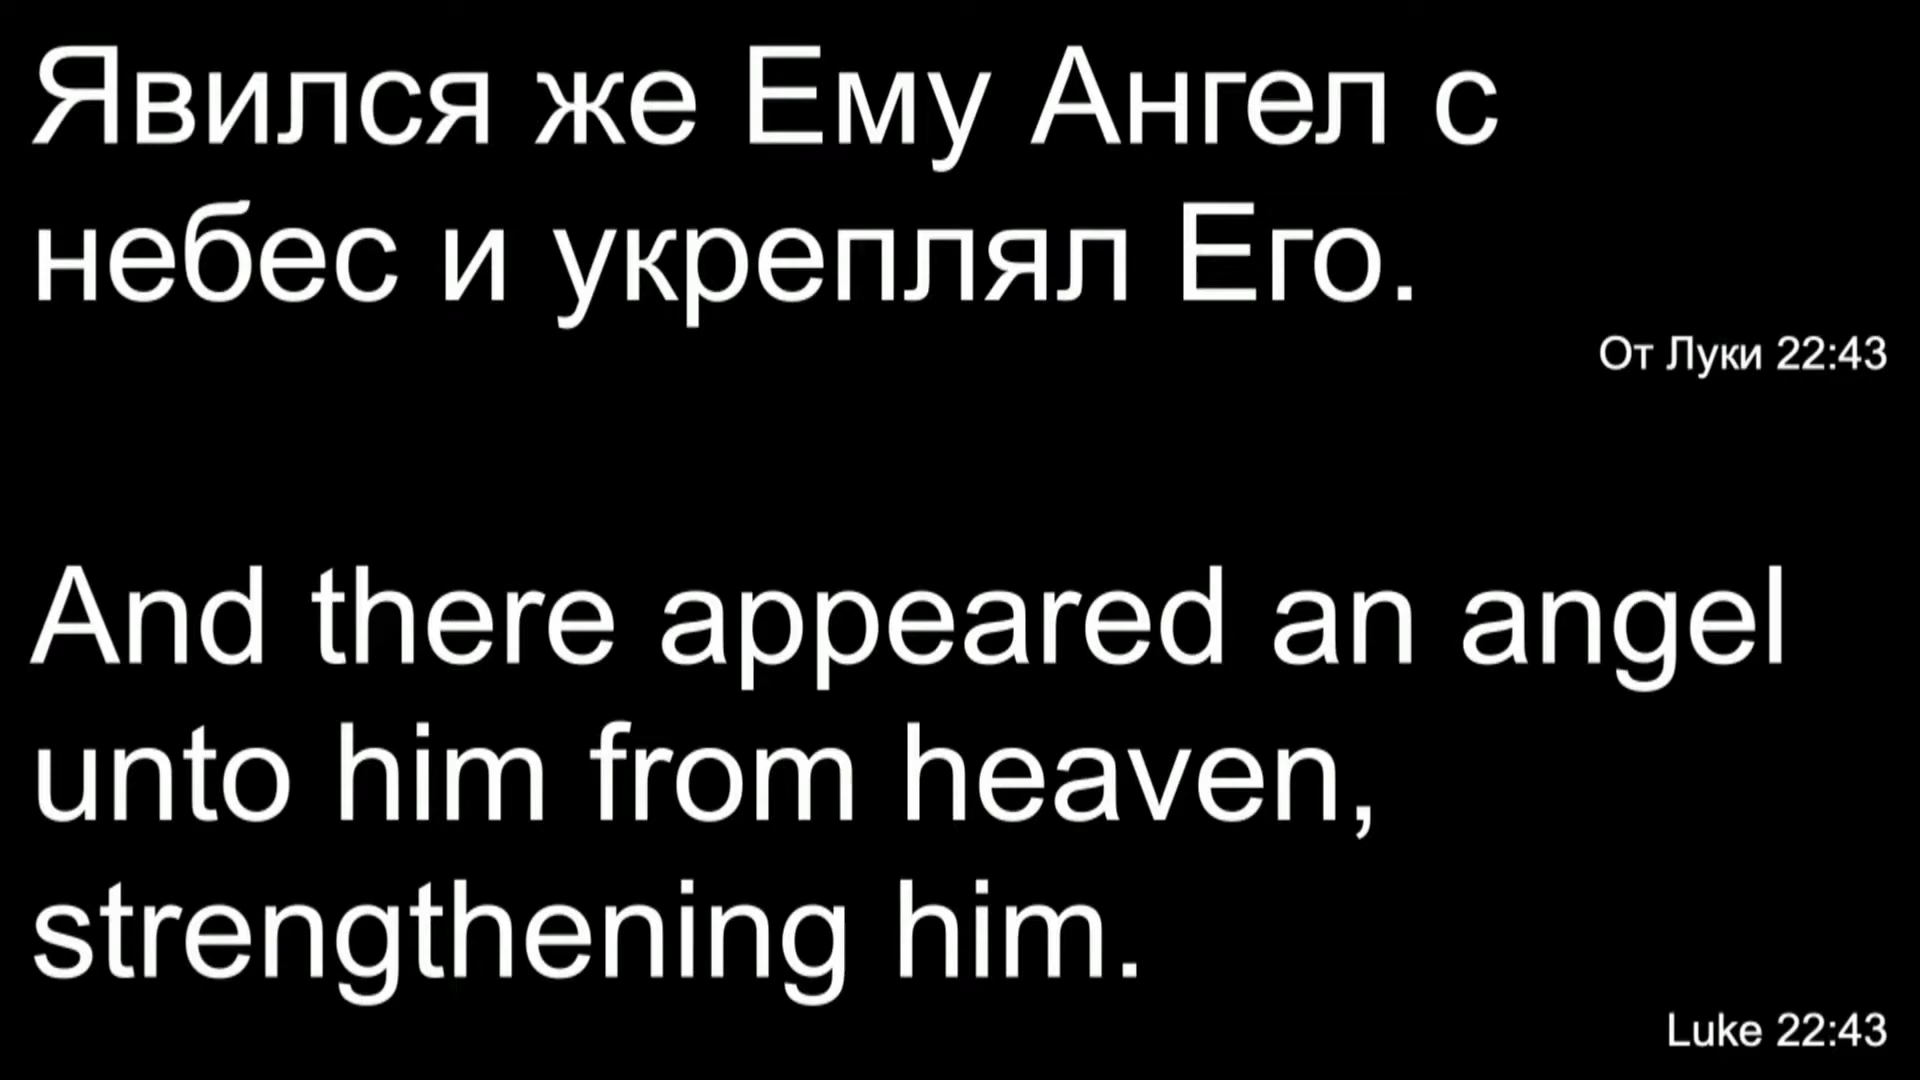 Явился же Ему Ангел с
небес и укреплял Его.
От Луки 22:43
And there appeared an angel
unto him from heaven,
strengthening him.
Luke 22:43